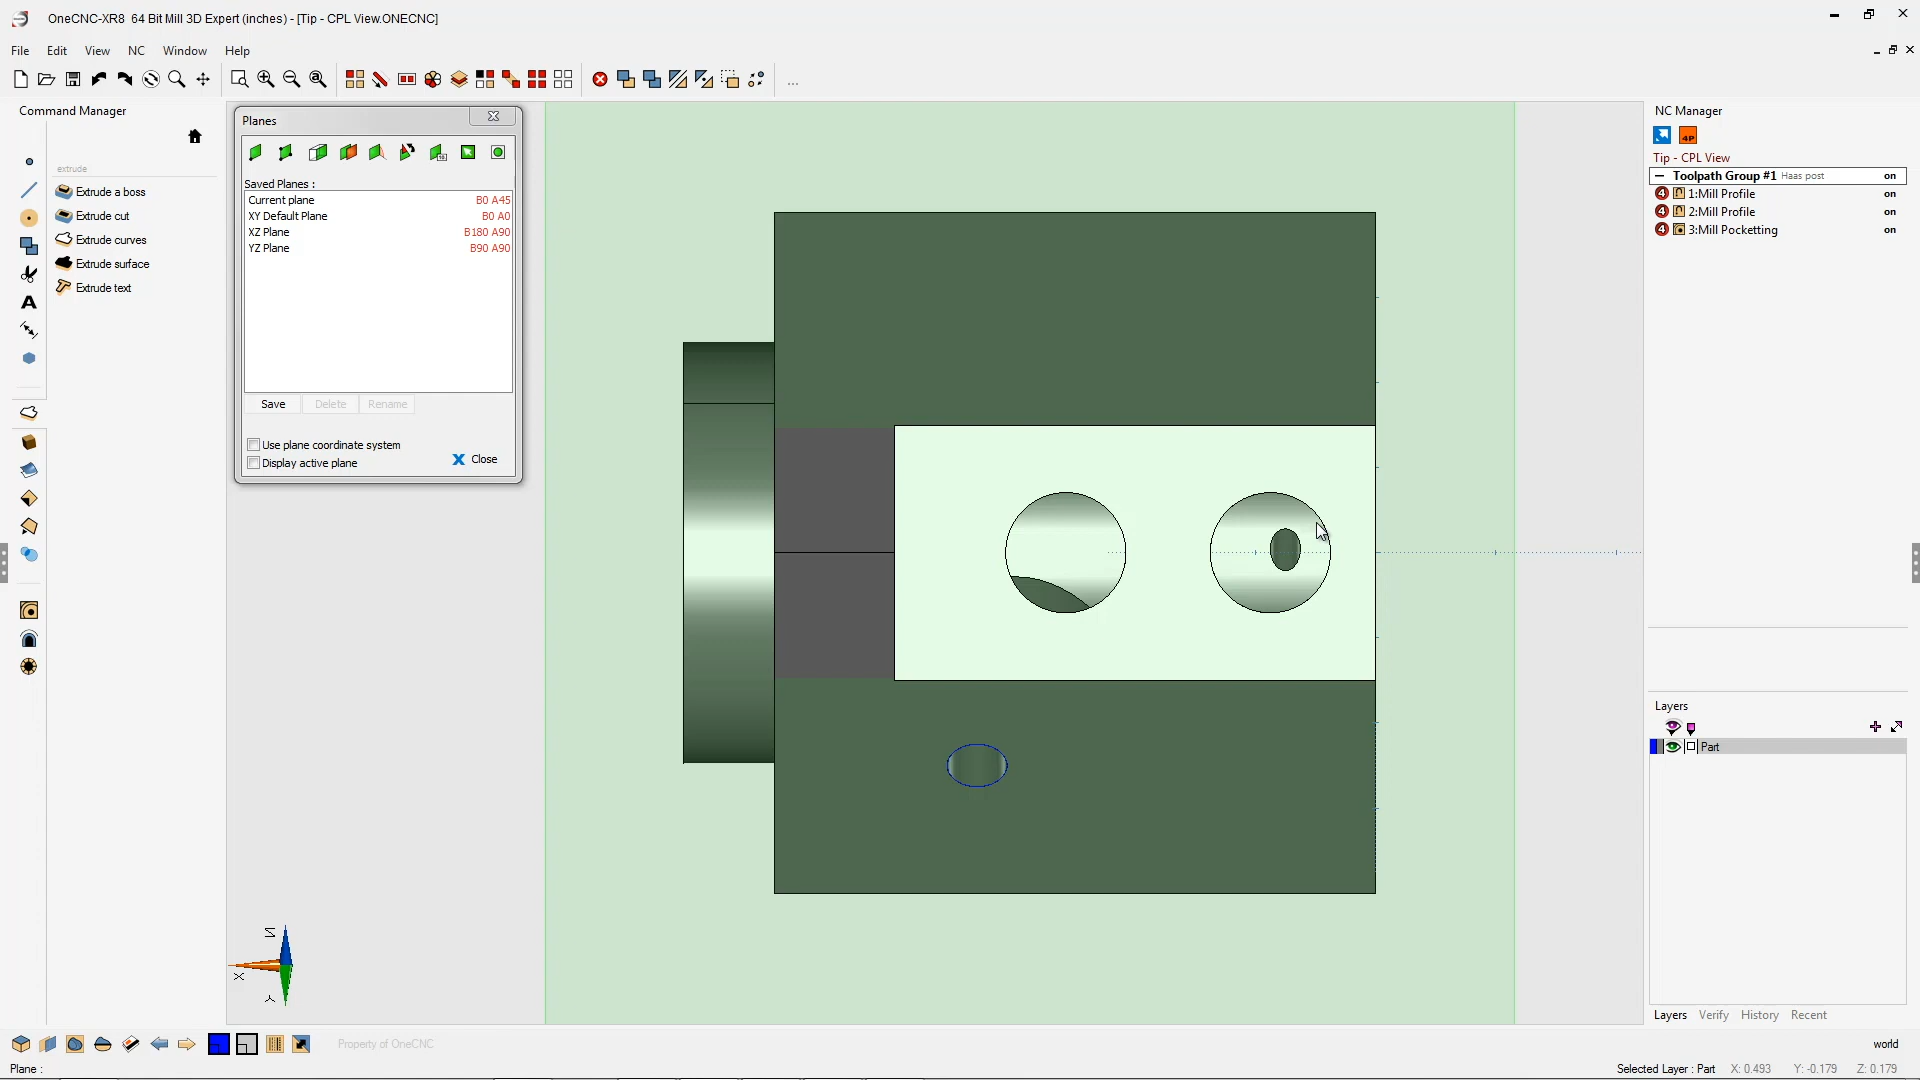 OneCNC-XR8  64 Bit Mill 3D Expert (inches) - [Tip - CPL View.ONECNC]
File Edit View NC Window Help
...
Command Manager
extrude
Extrude a boss
Extrude cut
Extrude curves
Extrude surface
Extrude text
Planes
Saved Planes :
Current plane B0 A45
XY Default Plane B0 A0
XZ Plane B180 A90
YZ Plane B90 A90
Save Delete Rename
Use plane coordinate system
Display active plane
X Close
Z
X
Y
NC Manager
4P
Tip - CPL View
Toolpath Group #1 Haas post on
4 1:Mill Profile on
4 2:Mill Profile on
4 3:Mill Pocketting on
Layers
Part
Layers Verify History Recent
Property of OneCNC
world
Plane :
Selected Layer : Part X: 0.493 Y: -0.179 Z: 0.179